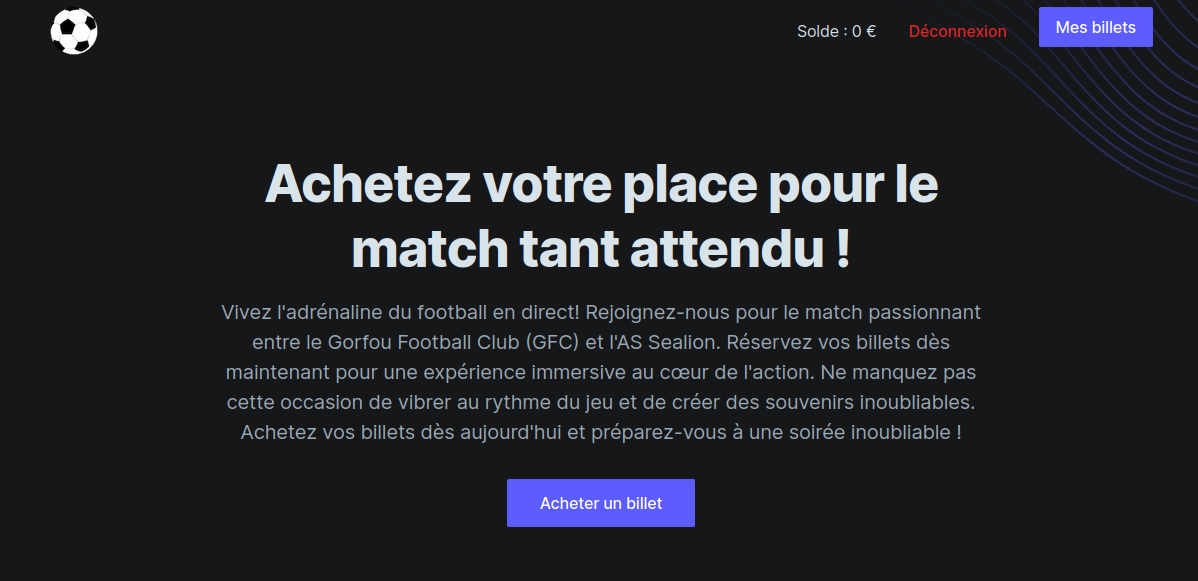 Solde : 0 € Déconnexion Mes billets
Achetez votre place pour le
match tant attendu !
Vivez l'adrénaline du football en direct! Rejoignez-nous pour le match passionnant
entre le Gorfou Football Club (GFC) et l'AS Sealion. Réservez vos billets dès
maintenant pour une expérience immersive au cœur de l'action. Ne manquez pas
cette occasion de vibrer au rythme du jeu et de créer des souvenirs inoubliables.
Achetez vos billets dès aujourd'hui et préparez-vous à une soirée inoubliable !
Acheter un billet